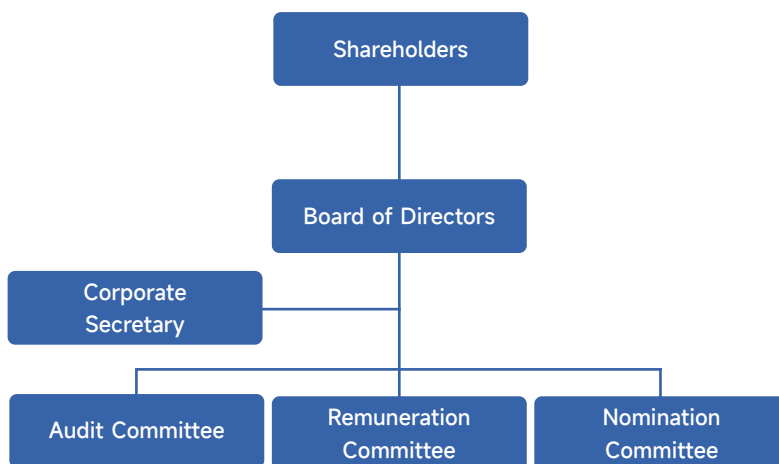 Shareholders
Board of Directors
Corporate
Secretary
Audit Committee
Remuneration
Committee
Nomination
Committee